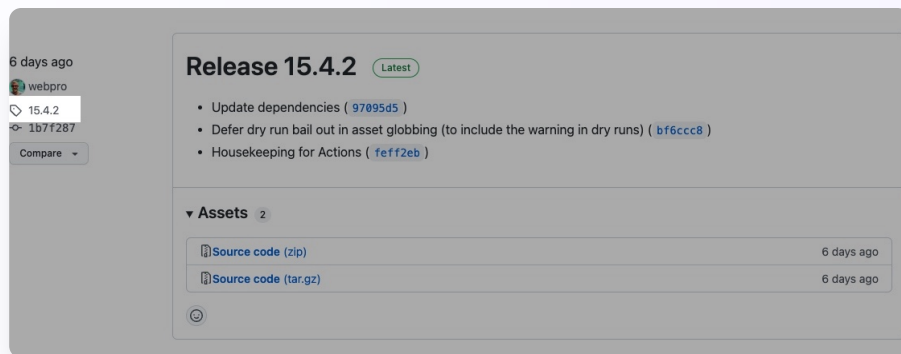 6 days ago
webpro
15.4.2
1b7f287
Compare
Release 15.4.2 Latest
Update dependencies ( 97095d5 )
Defer dry run bail out in asset globbing (to include the warning in dry runs) ( bf6ccc8 )
Housekeeping for Actions ( feff2eb )
Assets 2
Source code (zip) 6 days ago
Source code (tar.gz) 6 days ago